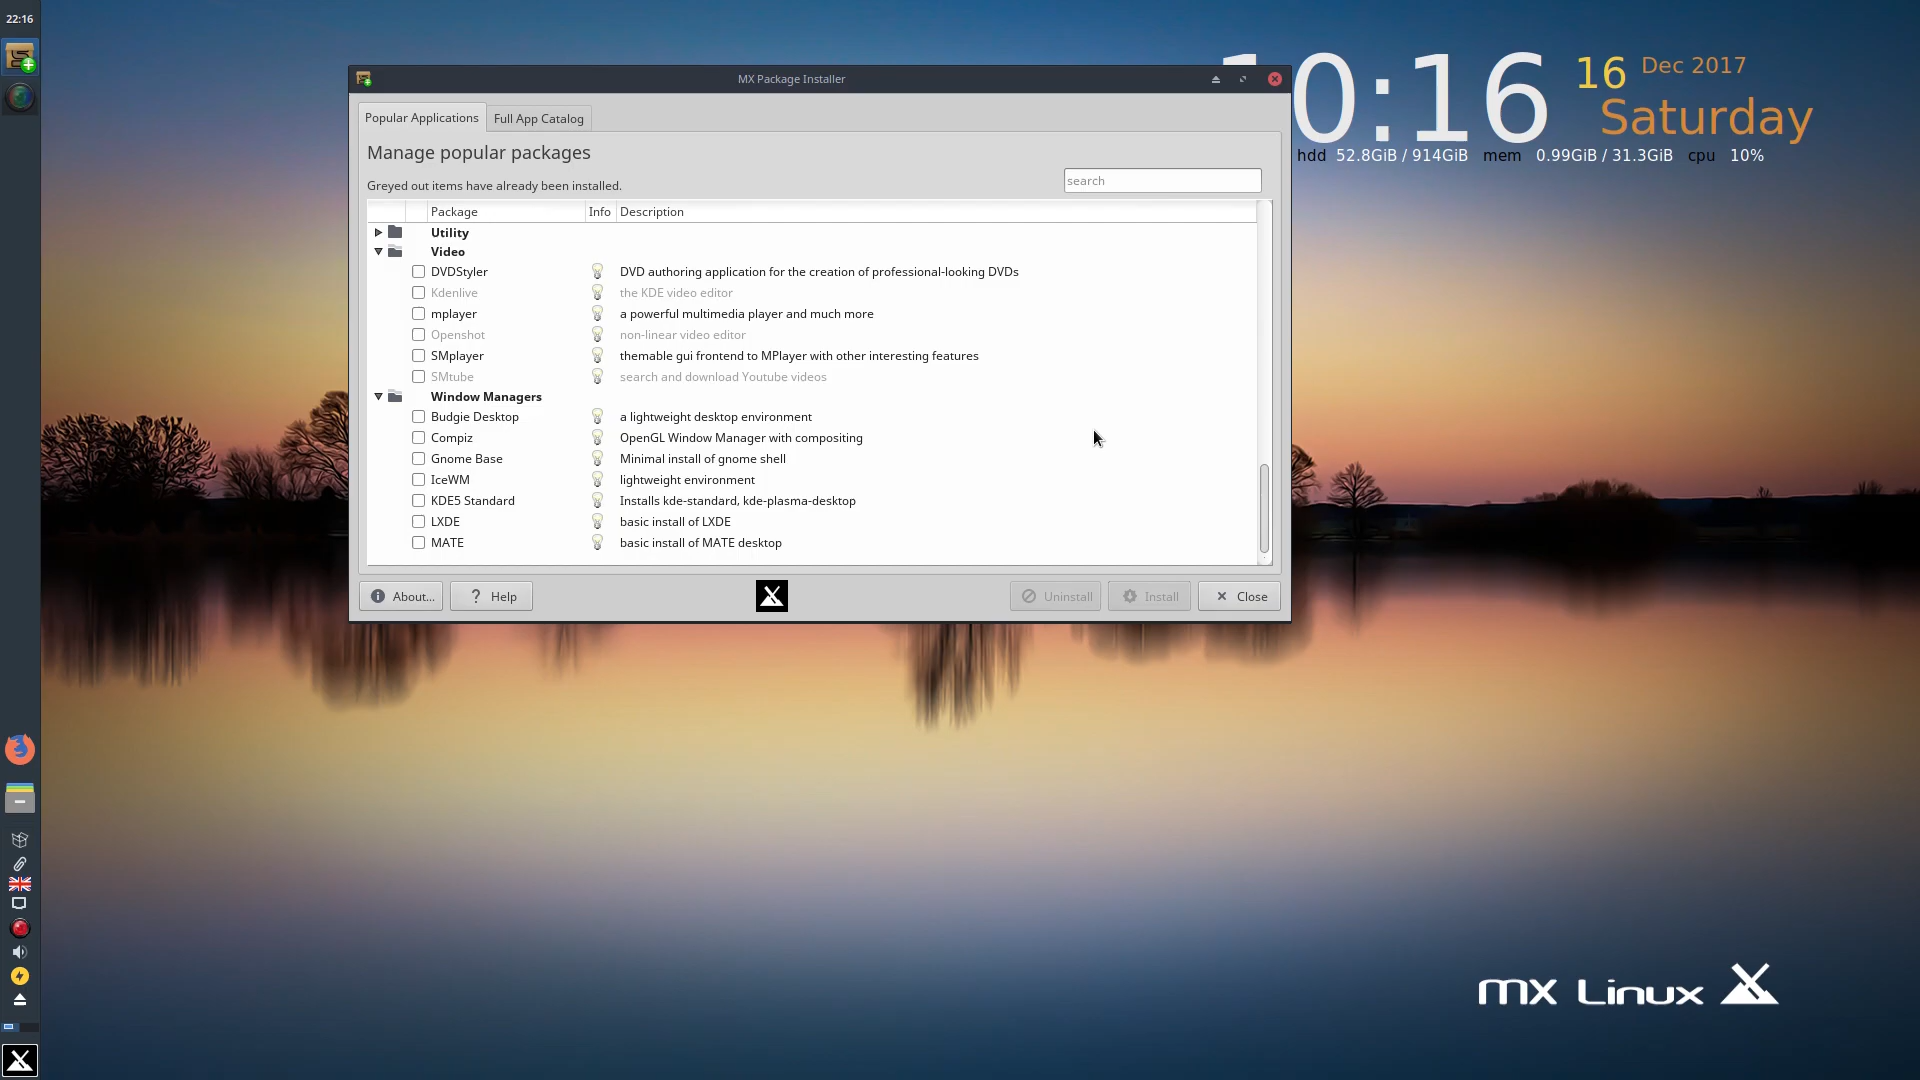 22:16
MX Package Installer
Popular Applications
Full App Catalog
Manage popular packages
Greyed out items have already been installed.
search
Package Info Description
Utility
Video
DVDStyler DVD authoring application for the creation of professional-looking DVDs
Kdenlive the KDE video editor
mplayer a powerful multimedia player and much more
Openshot non-linear video editor
SMplayer themable gui frontend to MPlayer with other interesting features
SMtube search and download Youtube videos
Window Managers
Budgie Desktop a lightweight desktop environment
Compiz OpenGL Window Manager with compositing
Gnome Base Minimal install of gnome shell
IceWM lightweight environment
KDE5 Standard Installs kde-standard, kde-plasma-desktop
LXDE basic install of LXDE
MATE basic install of MATE desktop
About... Help Uninstall Install Close
10:16
16 Dec 2017
Saturday
hdd 52.8GiB / 914GiB mem 0.99GiB / 31.3GiB cpu 10%
mx Linux